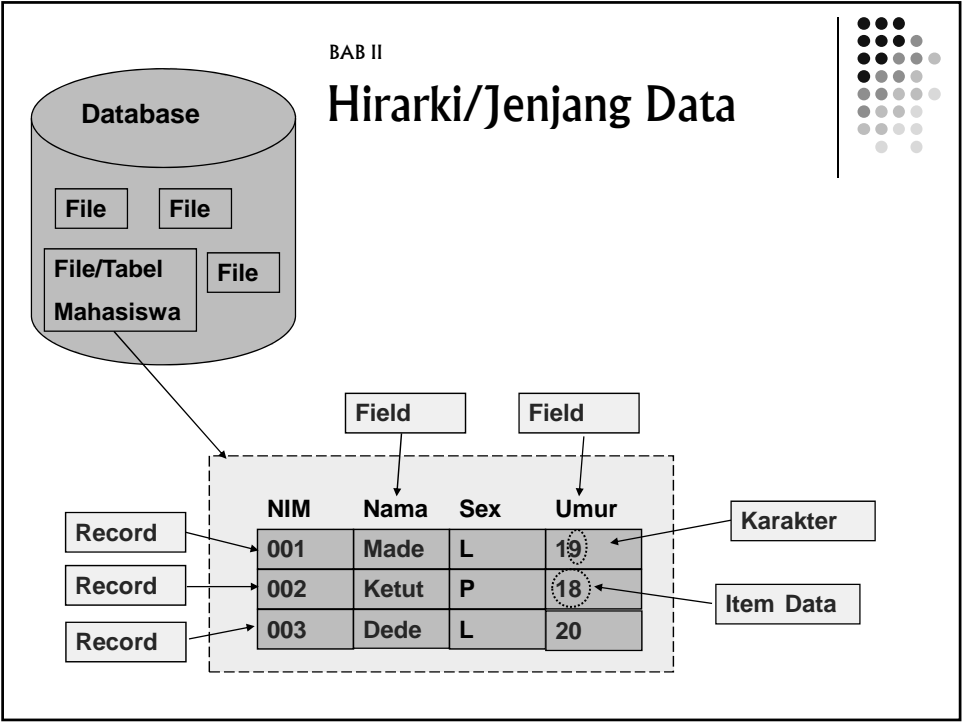 BAB II
Hirarki/Jenjang Data
Database
File
File
File/Tabel
Mahasiswa
File
Field
Field
NIM Nama Sex Umur
001 Made L 19
002 Ketut P 18
003 Dede L 20
Record
Record
Record
Karakter
Item Data